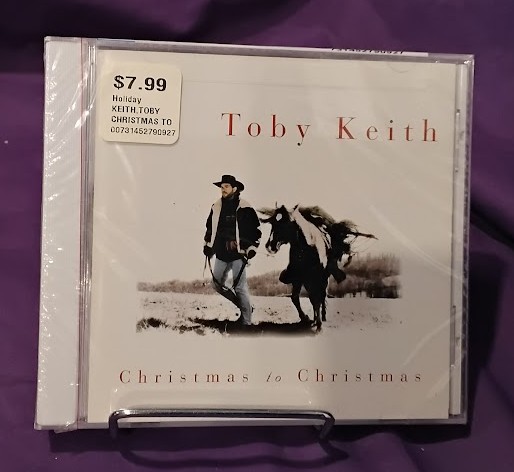 $7.99
Holiday
KEITH.TOBY
CHRISTMAS TO
00731452790927
Toby Keith
Christmas to Christmas